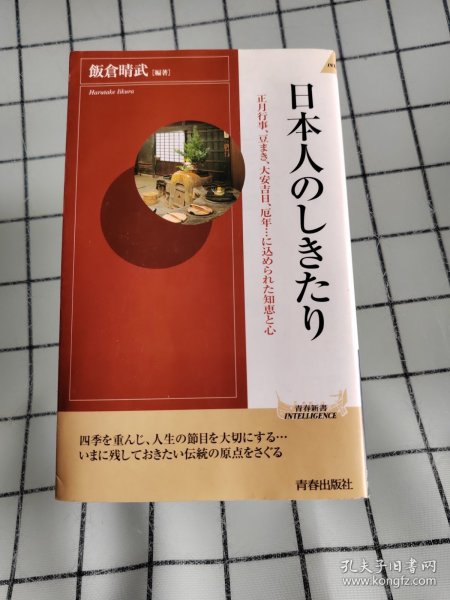 飯倉晴武[編著]
Harutake Iikura
日本人のしきたり
正月行事、豆まき、大安吉日、厄年…に込められた知恵と心
青春新書
INTELLIGENCE
四季を重んじ、人生の節目を大切にする…
いまに残しておきたい伝統の原点をさぐる
青春出版社
孔夫子旧书网
www.kongfz.com